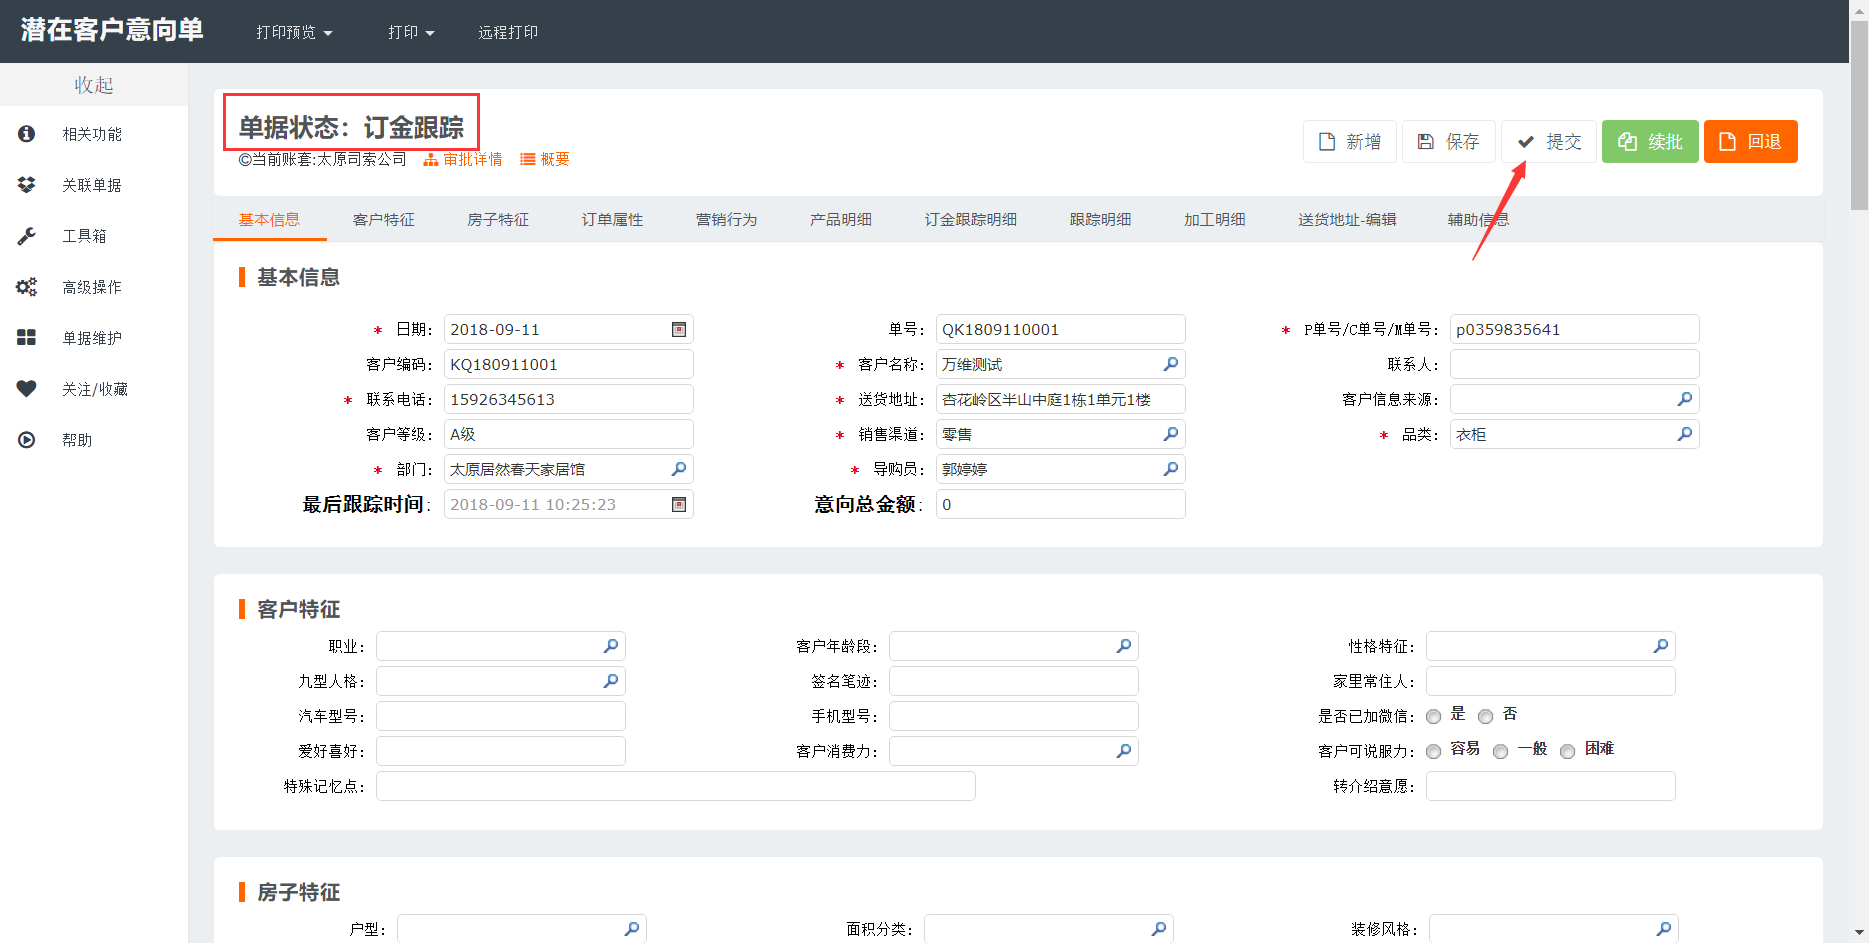 潜在客户意向单 打印预览 打印 远程打印
收起
相关功能
关联单据
工具箱
高级操作
单据维护
关注/收藏
帮助
单据状态：订金跟踪
©当前账套:太原司索公司 审批详情 概要
新增 保存 提交 续批 回退
基本信息 客户特征 房子特征 订单属性 营销行为 产品明细 订金跟踪明细 跟踪明细 加工明细 送货地址-编辑 辅助信息
基本信息
* 日期： 2018-09-11 单号： QK1809110001 * P单号/C单号/M单号： p0359835641
客户编码： KQ180911001 * 客户名称： 万维测试 联系人：
* 联系电话： 15926345613 * 送货地址： 杏花岭区半山中庭1栋1单元1楼 客户信息来源：
客户等级： A级 * 销售渠道： 零售 * 品类： 衣柜
* 部门： 太原居然春天家居馆 * 导购员： 郭婷婷
最后跟踪时间： 2018-09-11 10:25:23 意向总金额： 0
客户特征
职业： 客户年龄段： 性格特征：
九型人格： 签名笔迹： 家里常住人：
汽车型号： 手机型号： 是否已加微信： 是 否
爱好喜好： 客户消费力： 客户可说服力： 容易 一般 困难
特殊记忆点： 转介绍意愿：
房子特征
户型： 面积分类： 装修风格：